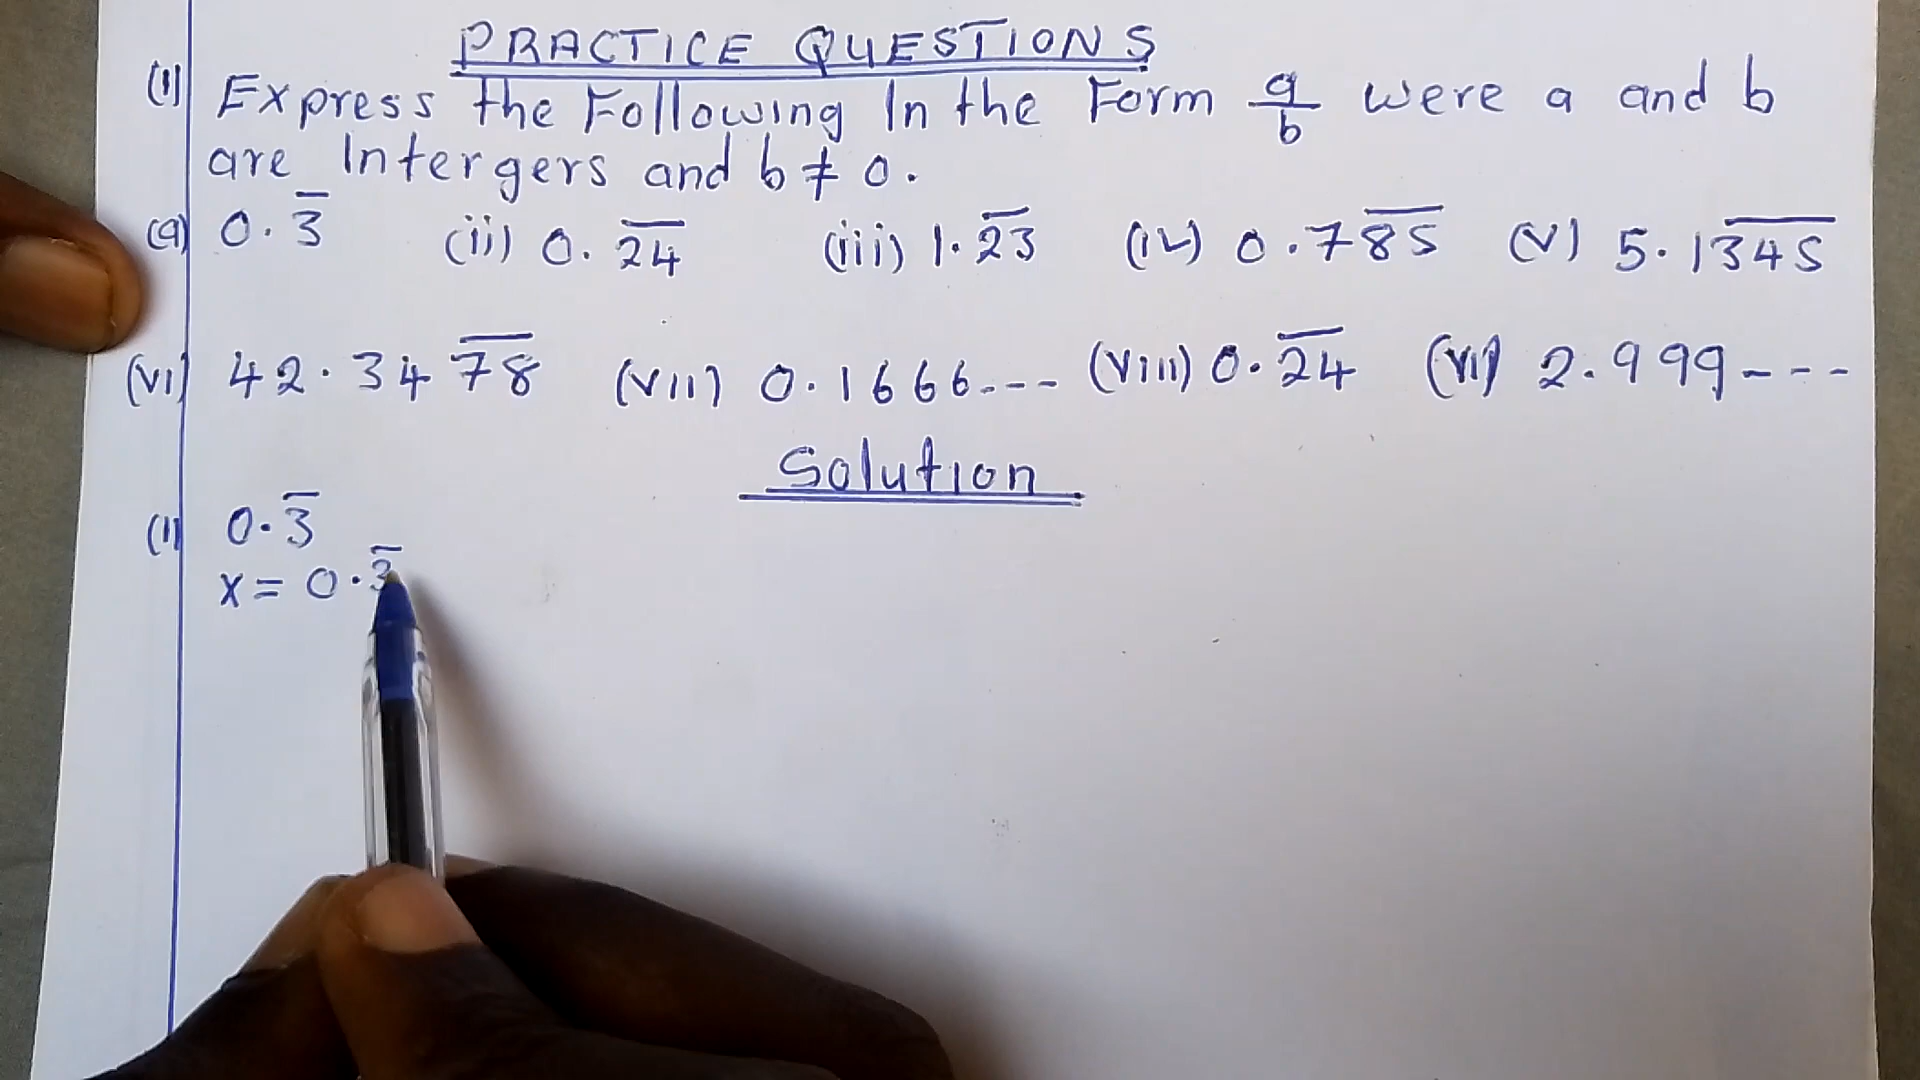 PRACTICE QUESTIONS
(1) Express the Following In the Form a/b were a and b
are Intergers and b ≠ 0.
(a) 0.3̅ (ii) 0.2̅4̅ (iii) 1.2̅3 (iv) 0.78̅5̅ (v) 5.13̅4̅5̅
(vi) 42.347̅8̅ (vii) 0.1666--- (viii) 0.2̅4̅ (vi) 2.999---
Solution
(1) 0.3̅
x = 0.3̅